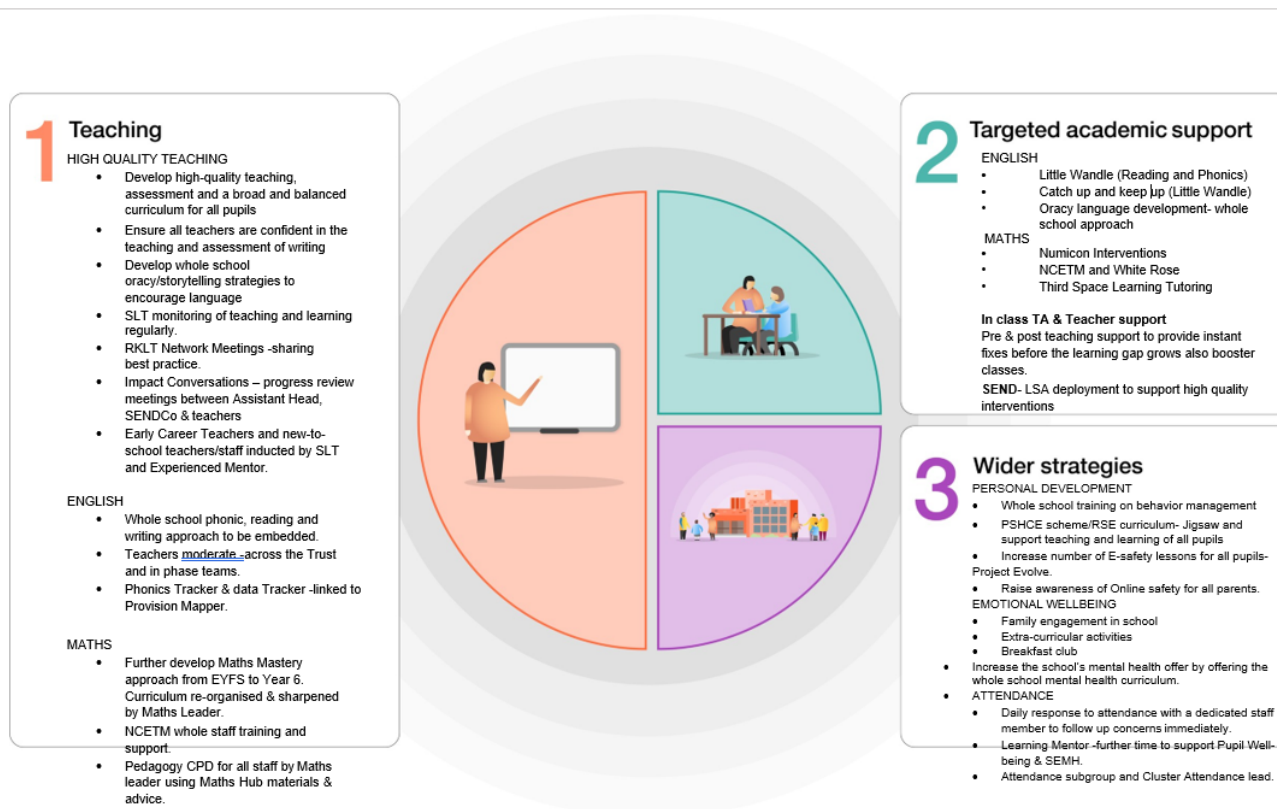 1 Teaching
HIGH QUALITY TEACHING
• Develop high-quality teaching,
assessment and a broad and balanced
curriculum for all pupils
• Ensure all teachers are confident in the
teaching and assessment of writing
• Develop whole school
oracy/storytelling strategies to
encourage language
• SLT monitoring of teaching and learning
regularly.
• RKLT Network Meetings -sharing
best practice.
• Impact Conversations – progress review
meetings between Assistant Head,
SENDCo & teachers
• Early Career Teachers and new-to-
school teachers/staff inducted by SLT
and Experienced Mentor.
ENGLISH
• Whole school phonic, reading and
writing approach to be embedded.
• Teachers moderate -across the Trust
and in phase teams.
• Phonics Tracker & data Tracker -linked to
Provision Mapper.
MATHS
• Further develop Maths Mastery
approach from EYFS to Year 6.
Curriculum re-organised & sharpened
by Maths Leader.
• NCETM whole staff training and
support.
• Pedagogy CPD for all staff by Maths
leader using Maths Hub materials &
advice.
2 Targeted academic support
ENGLISH
• Little Wandle (Reading and Phonics)
• Catch up and keep up (Little Wandle)
• Oracy language development- whole
school approach
MATHS
• Numicon Interventions
• NCETM and White Rose
• Third Space Learning Tutoring
In class TA & Teacher support
Pre & post teaching support to provide instant
fixes before the learning gap grows also booster
classes.
SEND- LSA deployment to support high quality
interventions
3 Wider strategies
PERSONAL DEVELOPMENT
• Whole school training on behavior management
• PSHCE scheme/RSE curriculum- Jigsaw and
support teaching and learning of all pupils
• Increase number of E-safety lessons for all pupils-
Project Evolve.
• Raise awareness of Online safety for all parents.
EMOTIONAL WELLBEING
• Family engagement in school
• Extra-curricular activities
• Breakfast club
• Increase the school's mental health offer by offering the
whole school mental health curriculum.
• ATTENDANCE
• Daily response to attendance with a dedicated staff
member to follow up concerns immediately.
• Learning Mentor -further time to support Pupil Well-
being & SEMH.
• Attendance subgroup and Cluster Attendance lead.